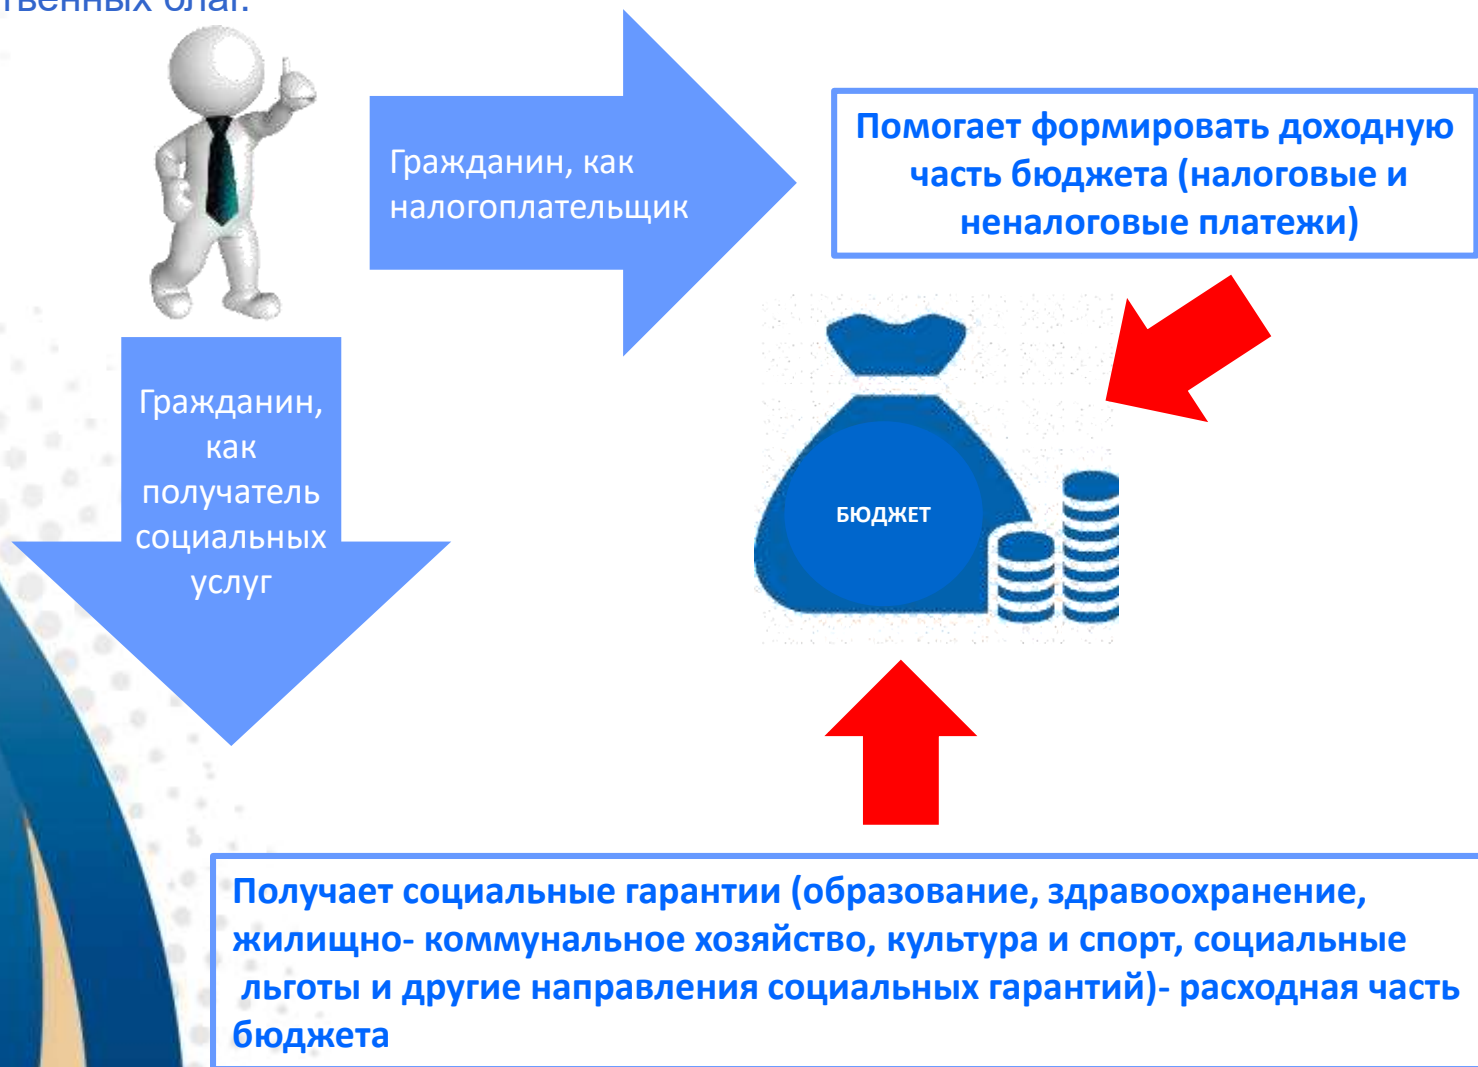 благ.
Гражданин, как
налогоплательщик
Помогает формировать доходную
часть бюджета (налоговые и
неналоговые платежи)
Гражданин,
как
получатель
социальных
услуг
БЮДЖЕТ
Получает социальные гарантии (образование, здравоохранение,
жилищно- коммунальное хозяйство, культура и спорт, социальные
льготы и другие направления социальных гарантий)- расходная часть
бюджета